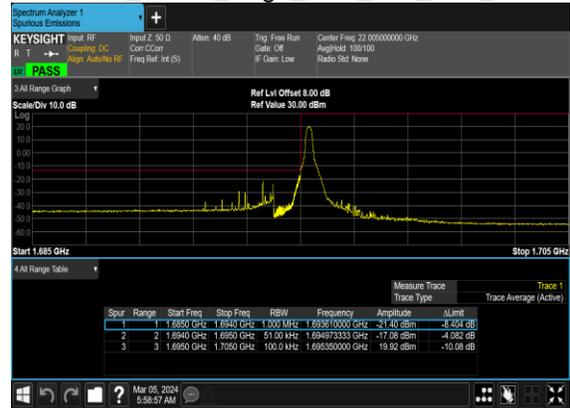 Spectrum Analyzer 1
Spurious Emissions
KEYSIGHT Input: RF Input Z: 50 Ω Atten: 40 dB Trig: Free Run Center Freq: 22.005000000 GHz
R T Coupling: DC Corr CCorr Gate: Off Avg|Hold: 100/100
Align: Auto/No RF Freq Ref: Int (S) IF Gain: Low Radio Std: None
PASS
3 All Range Graph Ref Lvl Offset 8.00 dB
Scale/Div 10.0 dB Ref Value 30.00 dBm
Log
20.0
10.0
0.00
-10.0
-20.0
-30.0
-40.0
-50.0
-60.0
Start 1.685 GHz Stop 1.705 GHz
4 All Range Table
Measure Trace Trace 1
Trace Type Trace Average (Active)
Spur Range Start Freq Stop Freq RBW Frequency Amplitude ΔLimit
1 1 1.6850 GHz 1.6940 GHz 1.000 MHz 1.693610000 GHz -21.40 dBm -8.404 dB
2 2 1.6940 GHz 1.6950 GHz 51.00 kHz 1.694973333 GHz -17.08 dBm -4.082 dB
3 3 1.6950 GHz 1.7050 GHz 100.0 kHz 1.695350000 GHz 19.92 dBm -10.08 dB
Mar 05, 2024
5:58:57 AM